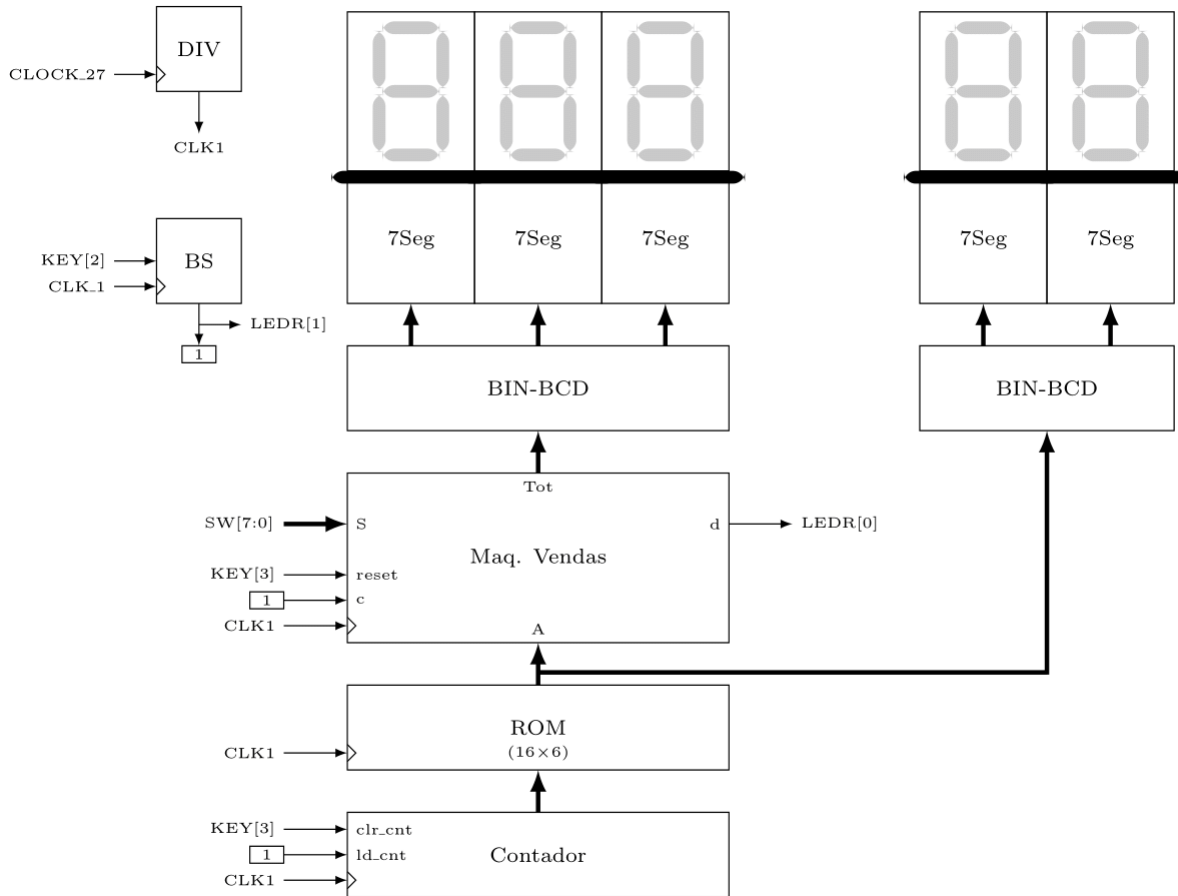 DIV
CLOCK_27
CLK1
KEY[2]
BS
CLK_1
LEDR[1]
1
7Seg 7Seg 7Seg
7Seg 7Seg
BIN-BCD
BIN-BCD
Tot
SW[7:0] S
d LEDR[0]
Maq. Vendas
KEY[3] reset
1 c
CLK1
A
ROM
(16×6)
CLK1
KEY[3] clr_cnt
1 ld_cnt
Contador
CLK1